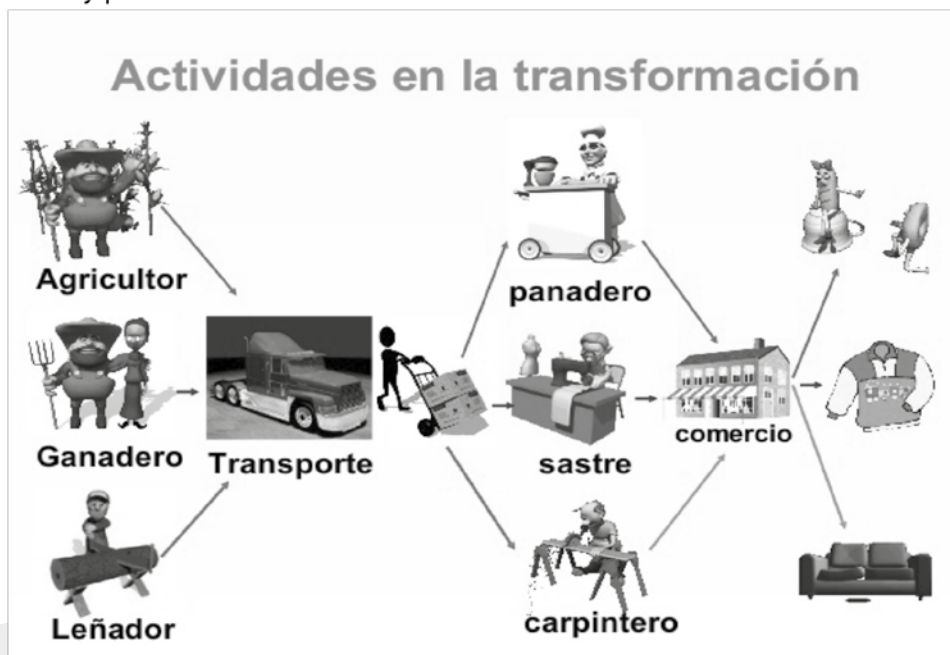 Actividades en la transformación
Agricultor
panadero
Ganadero
Transporte
sastre
comercio
Leñador
carpintero